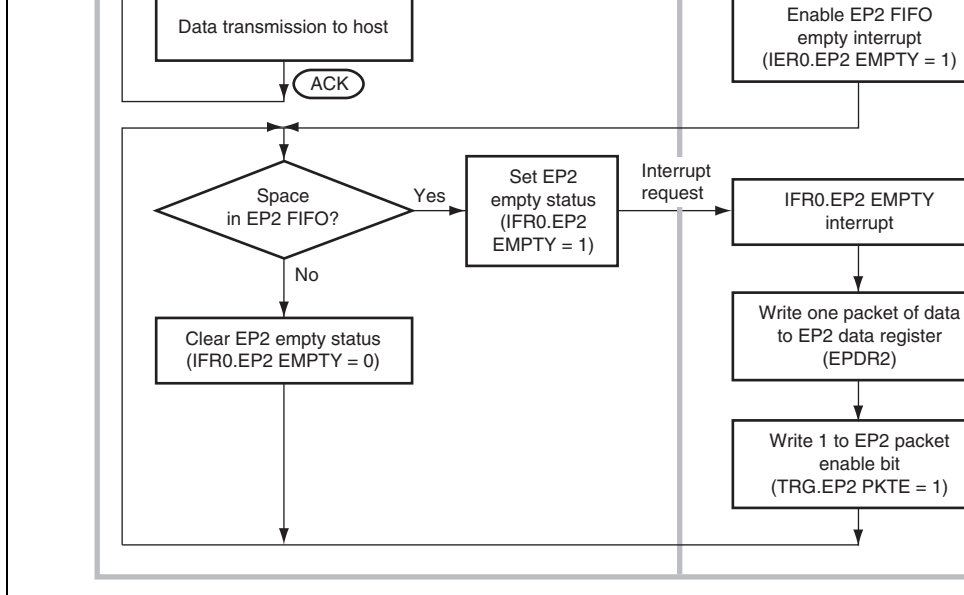 Data transmission to host
ACK
Enable EP2 FIFO
empty interrupt
(IER0.EP2 EMPTY = 1)
Space
in EP2 FIFO?
Yes
No
Set EP2
empty status
(IFR0.EP2
EMPTY = 1)
Interrupt
request
IFR0.EP2 EMPTY
interrupt
Clear EP2 empty status
(IFR0.EP2 EMPTY = 0)
Write one packet of data
to EP2 data register
(EPDR2)
Write 1 to EP2 packet
enable bit
(TRG.EP2 PKTE = 1)